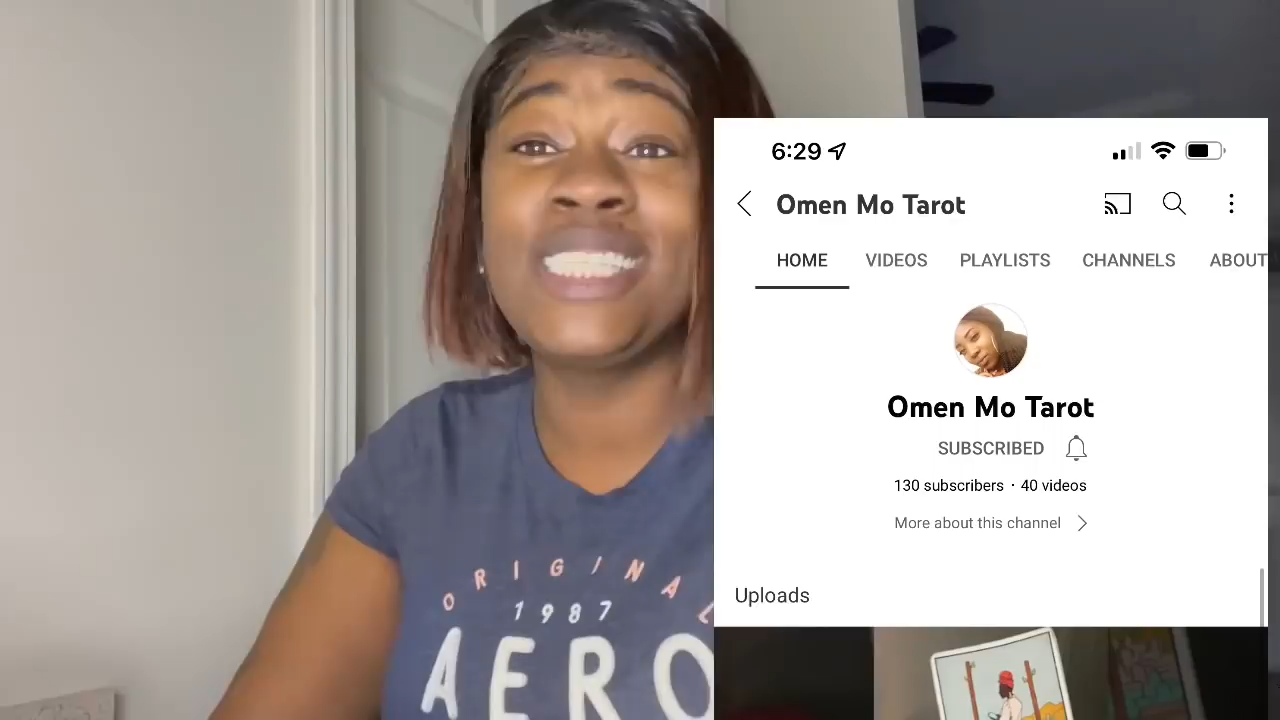 6:29
Omen Mo Tarot
HOME VIDEOS PLAYLISTS CHANNELS ABOUT
Omen Mo Tarot
SUBSCRIBED
130 subscribers · 40 videos
More about this channel
Uploads
ORIGINAL
1987
AERO